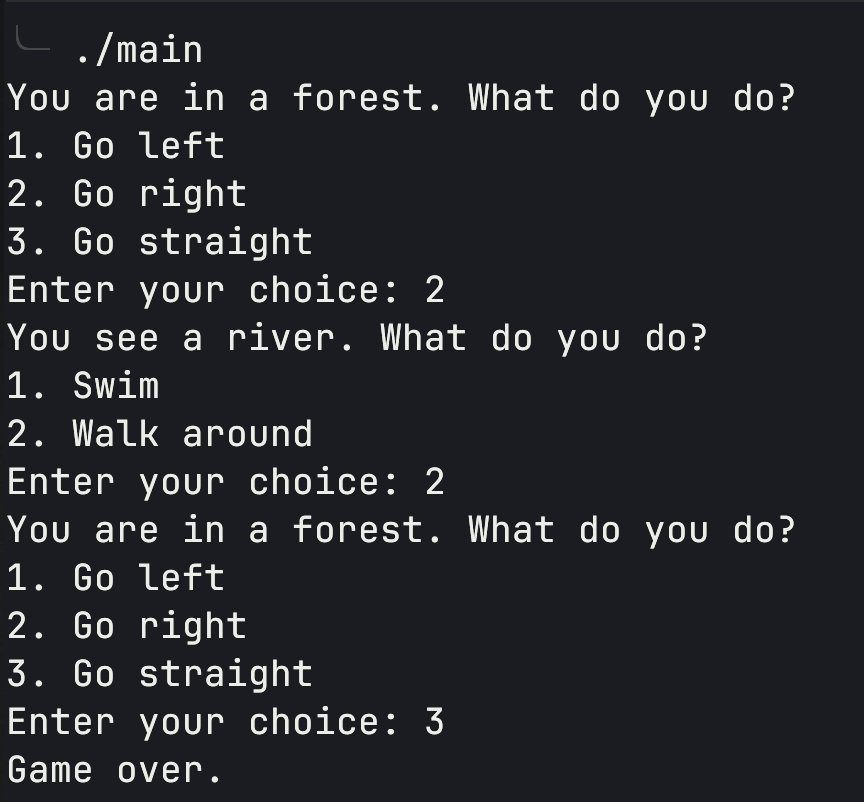 ./main
You are in a forest. What do you do?
1. Go left
2. Go right
3. Go straight
Enter your choice: 2
You see a river. What do you do?
1. Swim
2. Walk around
Enter your choice: 2
You are in a forest. What do you do?
1. Go left
2. Go right
3. Go straight
Enter your choice: 3
Game over.